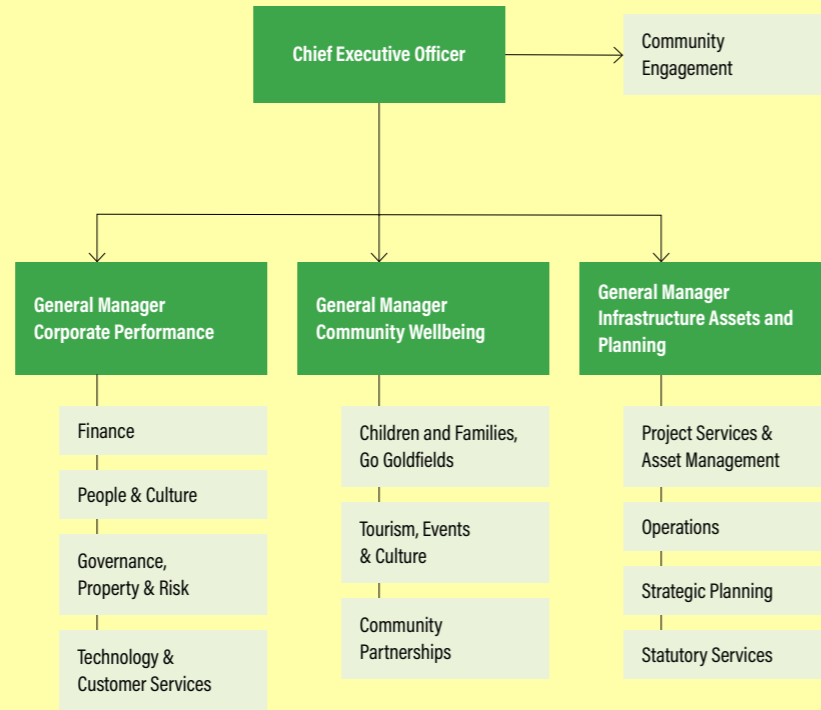 Chief Executive Officer
Community
Engagement
General Manager
Corporate Performance
General Manager
Community Wellbeing
General Manager
Infrastructure Assets and
Planning
Finance
People & Culture
Governance,
Property & Risk
Technology &
Customer Services
Children and Families,
Go Goldfields
Tourism, Events
& Culture
Community
Partnerships
Project Services &
Asset Management
Operations
Strategic Planning
Statutory Services